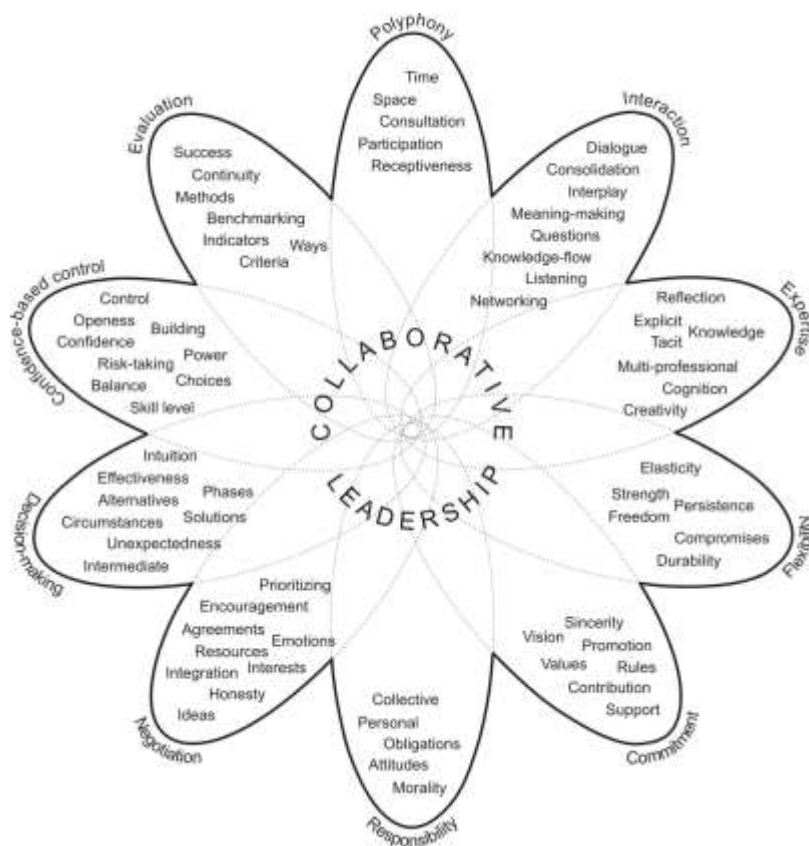 Polyphony
Time
Space
Consultation
Participation
Receptiveness
Interaction
Dialogue
Consolidation
Interplay
Meaning-making
Questions
Knowledge-flow
Listening
Networking
Expertise
Reflection
Explicit
Tacit
Knowledge
Multi-professional
Cognition
Creativity
Elasticity
Strength
Persistence
Freedom
Compromises
Durability
Commitment
Sincerity
Vision
Promotion
Values
Rules
Contribution
Support
Responsibility
Collective
Personal
Obligations
Attitudes
Morality
Negotiation
Prioritizing
Encouragement
Agreements
Emotions
Resources
Interests
Integration
Honesty
Ideas
Decision-making
Intuition
Effectiveness
Phases
Alternatives
Circumstances
Solutions
Unexpectedness
Intermediate
Confidence-based control
Control
Openess
Building
Confidence
Power
Risk-taking
Choices
Balance
Skill level
Evaluation
Success
Continuity
Methods
Benchmarking
Indicators
Ways
Criteria
COLLABORATIVE
LEADERSHIP